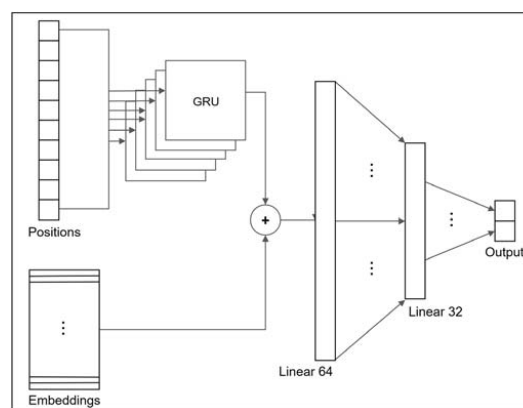 GRU
Positions
+
Output
Linear 32
Linear 64
Embeddings